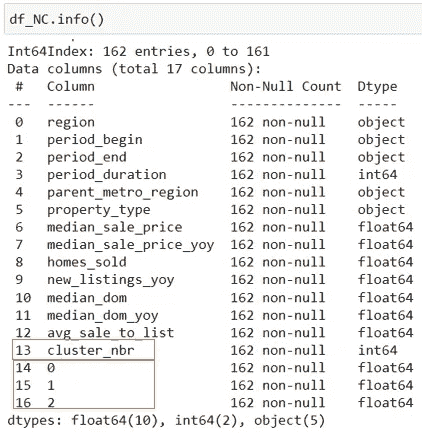 df_NC.info()
Int64Index: 162 entries, 0 to 161
Data columns (total 17 columns):
 #   Column                 Non-Null Count  Dtype
---  ------                 --------------  -----
 0   region                 162 non-null    object
 1   period_begin           162 non-null    object
 2   period_end             162 non-null    object
 3   period_duration        162 non-null    int64
 4   parent_metro_region    162 non-null    object
 5   property_type          162 non-null    object
 6   median_sale_price      162 non-null    float64
 7   median_sale_price_yoy  162 non-null    float64
 8   homes_sold             162 non-null    float64
 9   new_listings_yoy       162 non-null    float64
 10  median_dom             162 non-null    float64
 11  median_dom_yoy         162 non-null    float64
 12  avg_sale_to_list       162 non-null    float64
 13  cluster_nbr            162 non-null    int64
 14  0                      162 non-null    float64
 15  1                      162 non-null    float64
 16  2                      162 non-null    float64
dtypes: float64(10), int64(2), object(5)